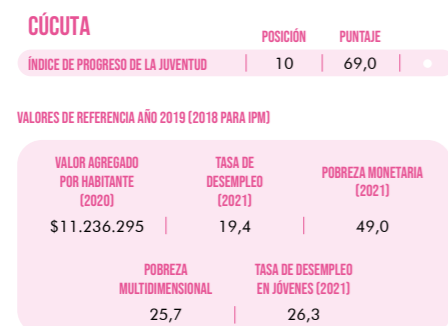 CÚCUTA
POSICIÓN PUNTAJE
ÍNDICE DE PROGRESO DE LA JUVENTUD 10 69,0
VALORES DE REFERENCIA AÑO 2019 (2018 PARA IPM)
VALOR AGREGADO
POR HABITANTE
(2020)
$11.236.295
TASA DE
DESEMPLEO
(2021)
19,4
POBREZA MONETARIA
(2021)
49,0
POBREZA
MULTIDIMENSIONAL
25,7
TASA DE DESEMPLEO
EN JÓVENES (2021)
26,3